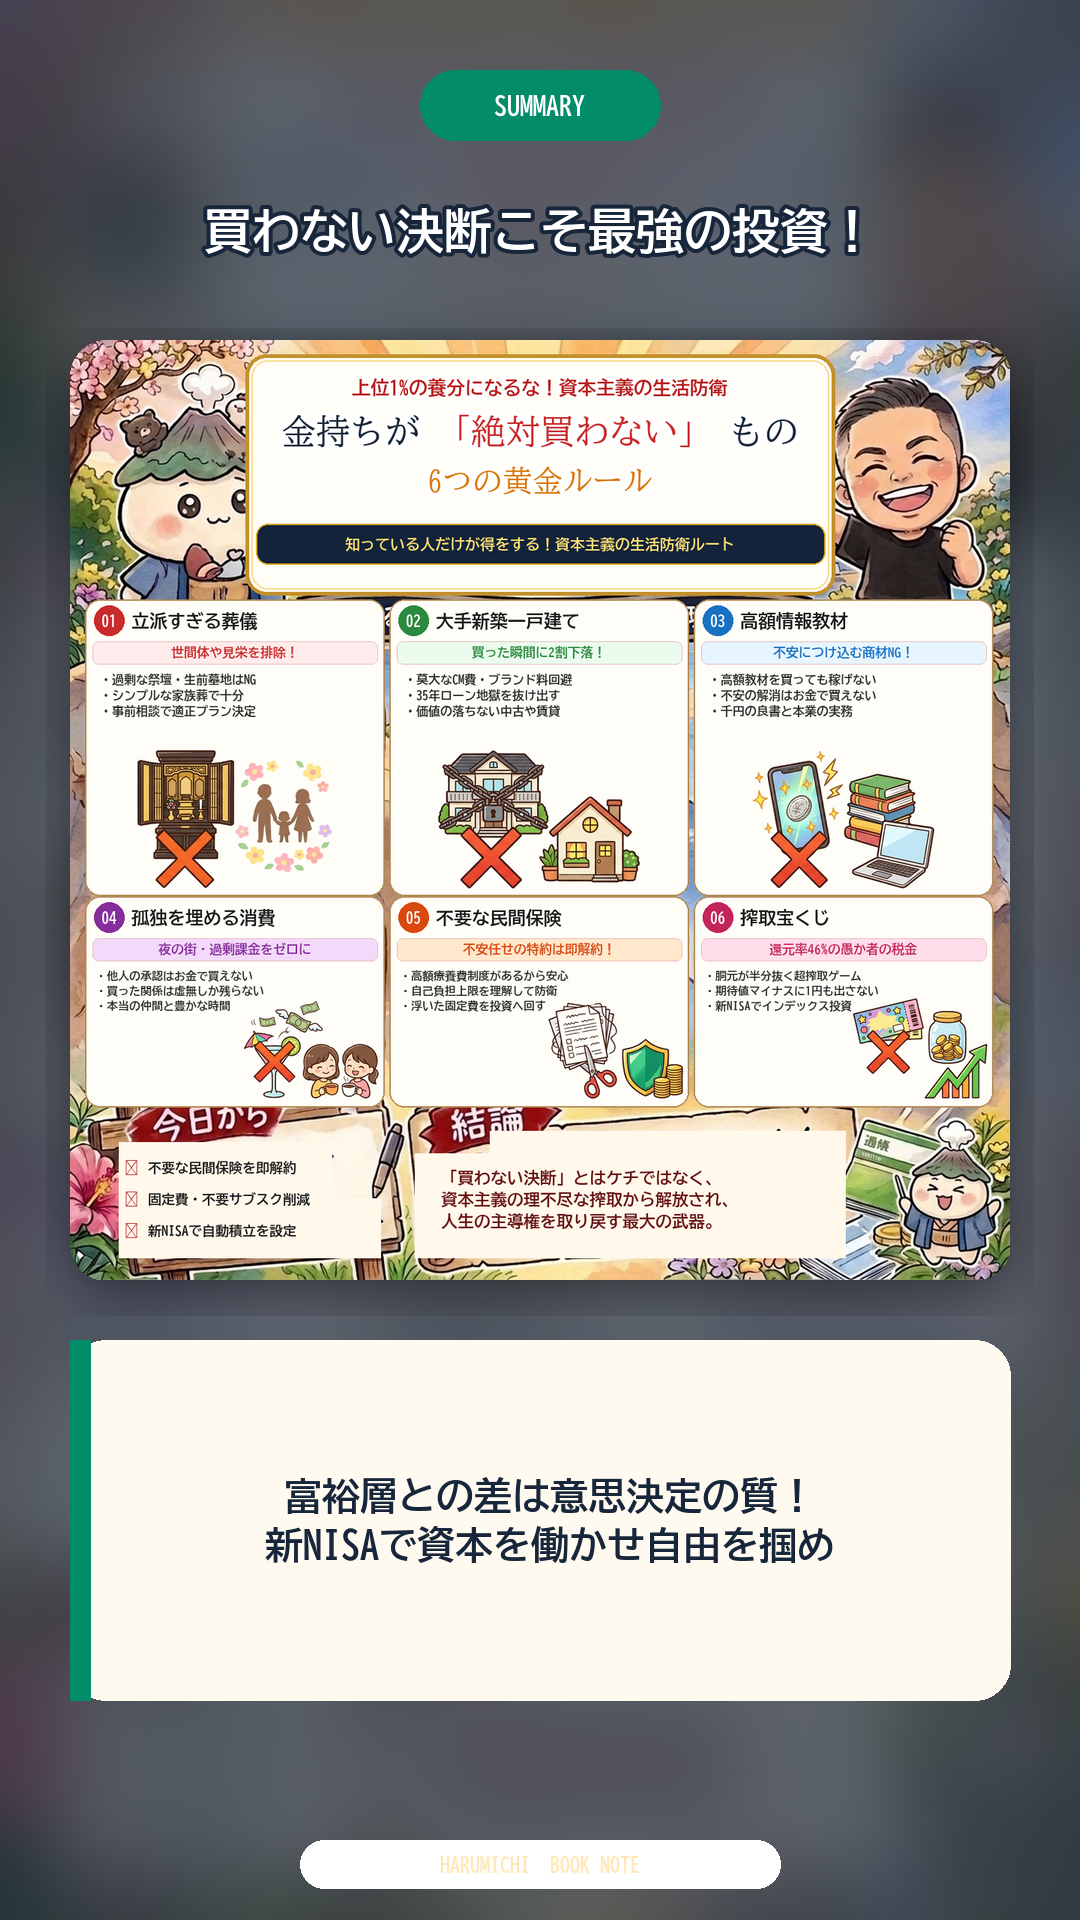 SUMMARY
買わない決断こそ最強の投資！
上位1%の養分になるな！資本主義の生活防衛
金持ちが「絶対買わない」もの
6つの黄金ルール
知っている人だけが得をする！資本主義の生活防衛ルート
01 立派すぎる葬儀
世間体や見栄を排除！
・過剰な祭壇・生前墓地はNG
・シンプルな家族葬で十分
・事前相談で適正プラン決定
02 大手新築一戸建て
買った瞬間に2割下落！
・莫大なCM費・ブランド料回避
・35年ローン地獄を抜け出す
・価値の落ちない中古や賃貸
03 高額情報教材
不安につけ込む商材NG！
・高額教材を買っても稼げない
・不安の解消はお金で買えない
・千円の良書と本業の実務
04 孤独を埋める消費
夜の街・過剰課金をゼロに
・他人の承認はお金で買えない
・買った関係は虚無しか残らない
・本当の仲間と豊かな時間
05 不要な民間保険
不安任せの特約は即解約！
・高額療養費制度があるから安心
・自己負担上限を理解して防衛
・浮いた固定費を投資へ回す
06 搾取宝くじ
還元率46%の愚か者の税金
・胴元が半分抜く超搾取ゲーム
・期待値マイナスに1円も出さない
・新NISAでインデックス投資
今日から
不要な民間保険を即解約
固定費・不要サブスク削減
新NISAで自動積立を設定
結論
「買わない決断」とはケチではなく、
資本主義の理不尽な搾取から解放され、
人生の主導権を取り戻す最大の武器。
通帳
富裕層との差は意思決定の質！
新NISAで資本を働かせ自由を掴め
HARUMICHI BOOK NOTE